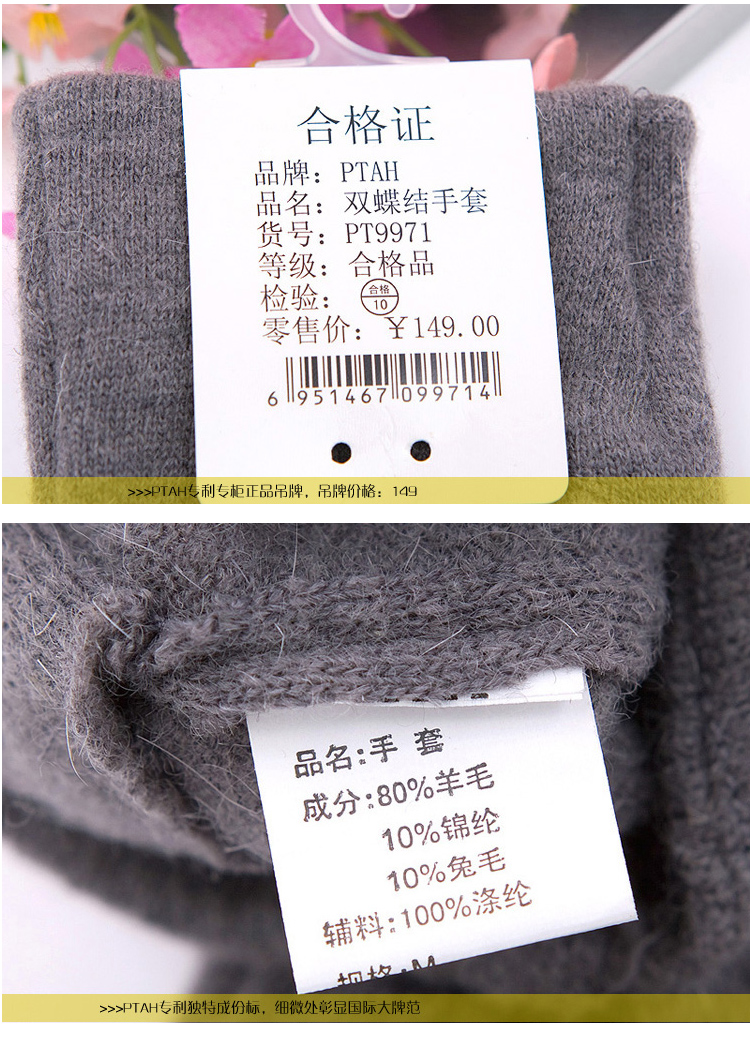 合格证
品牌：PTAH
品名：双蝶结手套
货号：PT9971
等级：合格品
检验：合格 10
零售价：￥149.00
6 951467 099714
>>>PTAH专利专柜正品吊牌，吊牌价格：149
品名:手 套
成分:80%羊毛
10%锦纶
10%兔毛
辅料:100%涤纶
规格:M
>>>PTAH专利独特成份标，细微处彰显国际大牌范